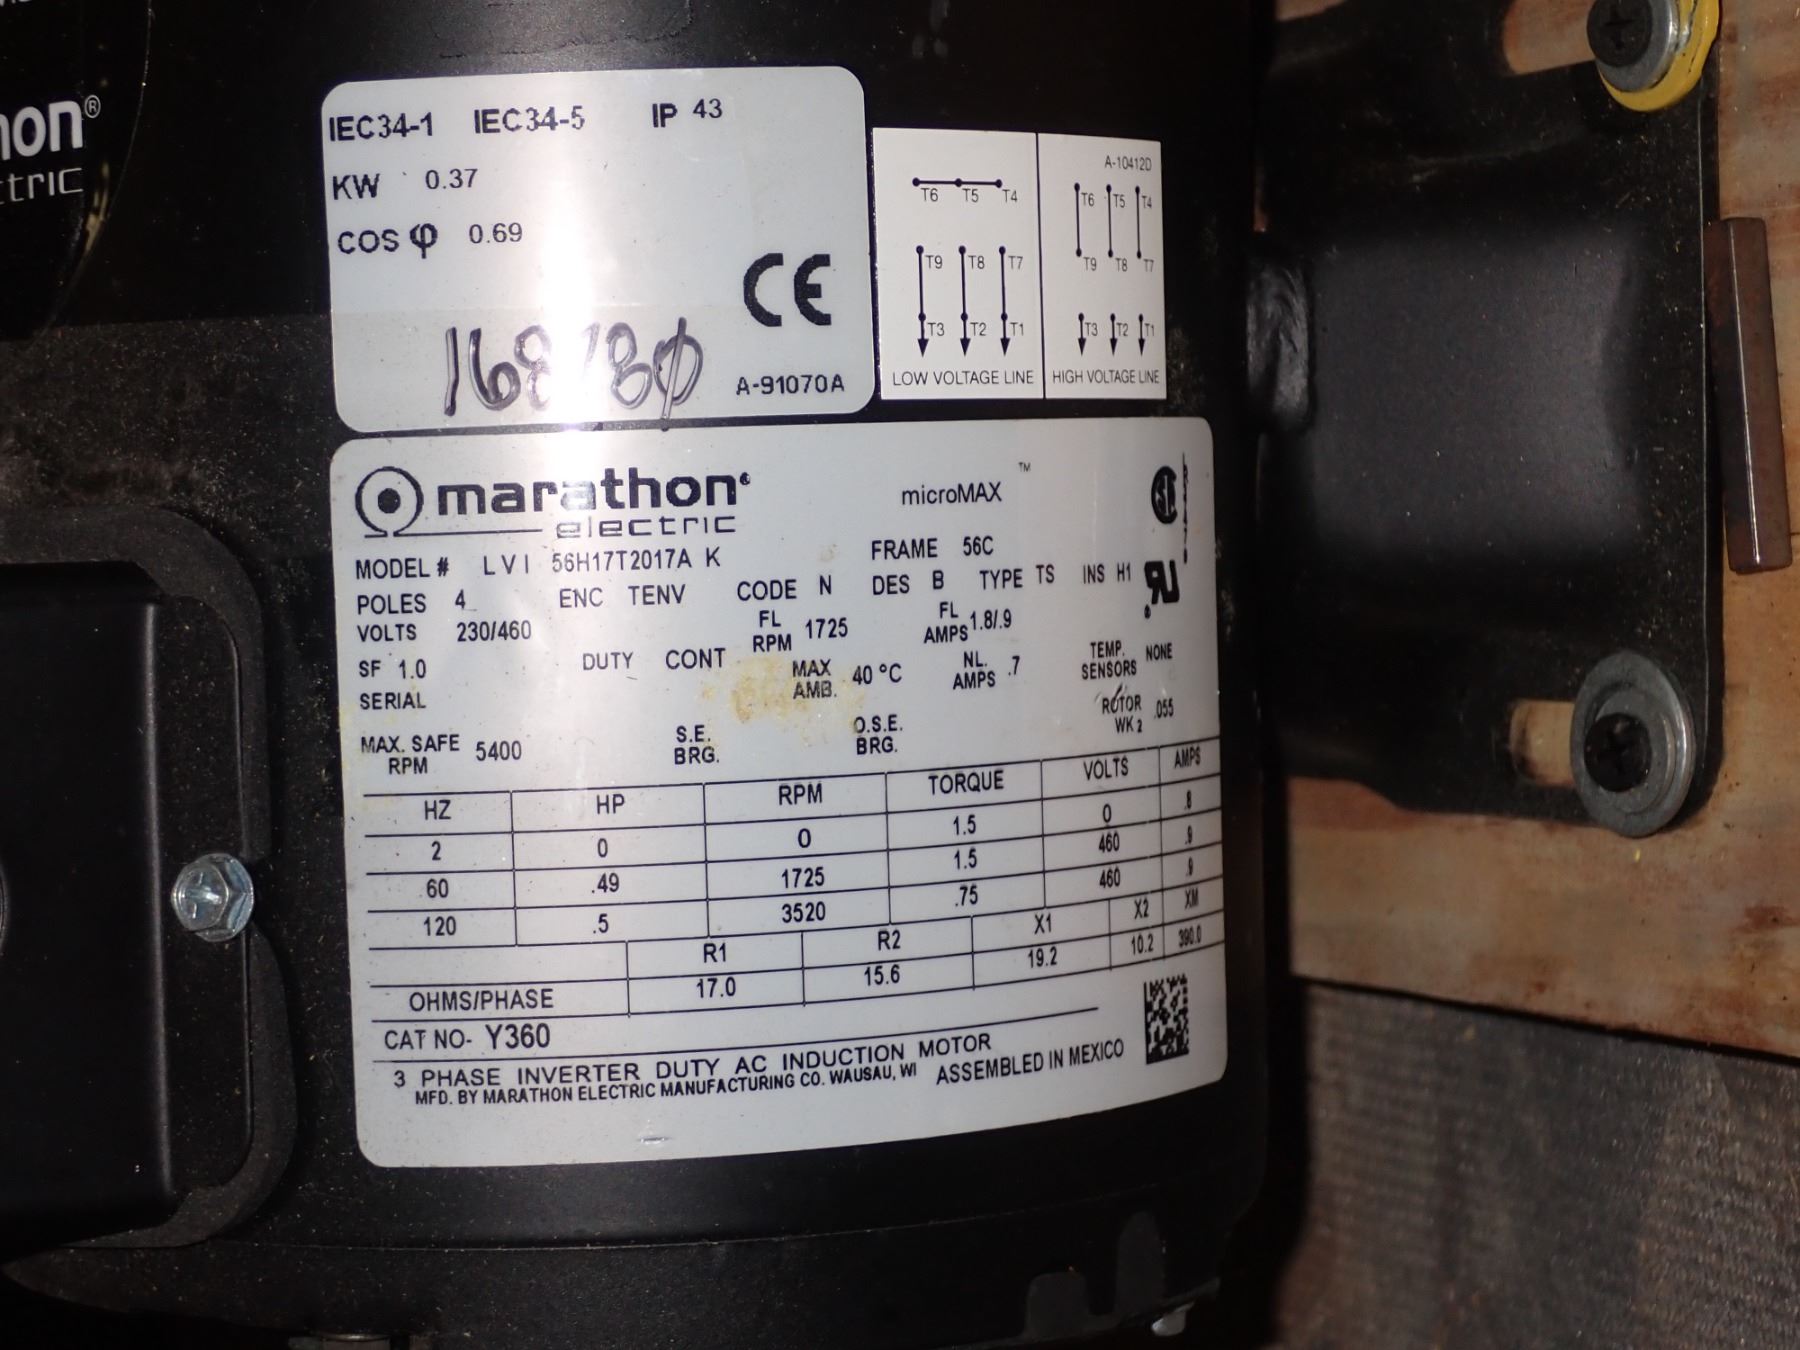 on®
ctric
IEC34-1 IEC34-5 IP 43
KW 0.37
COS φ 0.69
CE
A-91070A
A-10412D
T6 T5 T4
T9 T8 T7
T3 T2 T1
LOW VOLTAGE LINE
T6 T5 T4
T9 T8 T7
T3 T2 T1
HIGH VOLTAGE LINE
marathon®
electric
microMAX™
MODEL # LVI 56H17T2017A K FRAME 56C
POLES 4 ENC TENV CODE N DES B TYPE TS INS H1
VOLTS 230/460 FL RPM 1725 FL AMPS 1.8/.9
SF 1.0 DUTY CONT MAX AMB. 40 °C NL. AMPS .7 TEMP. SENSORS NONE
SERIAL ROTOR WK2 .055
MAX. SAFE RPM 5400 S.E. BRG. O.S.E. BRG.
HZ HP RPM TORQUE VOLTS AMPS
2 0 0 1.5 0 .8
60 .49 1725 1.5 460 .9
120 .5 3520 .75 460 .9
R1 R2 X1 X2 XM
OHMS/PHASE 17.0 15.6 19.2 10.2 390.0
CAT NO- Y360
3 PHASE INVERTER DUTY AC INDUCTION MOTOR
MFD. BY MARATHON ELECTRIC MANUFACTURING CO. WAUSAU, WI ASSEMBLED IN MEXICO